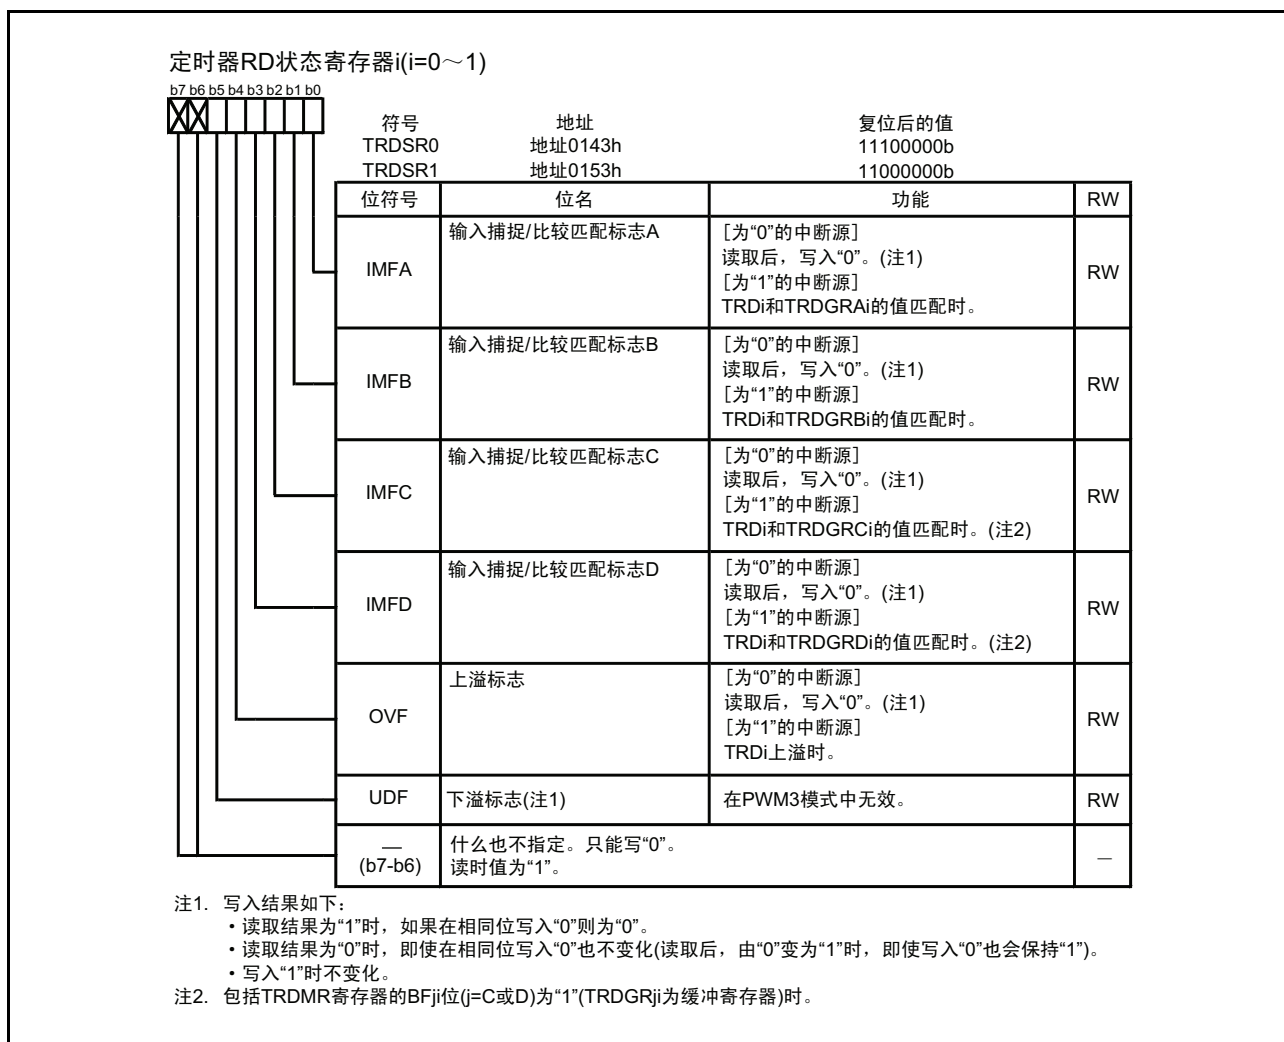 定时器RD状态寄存器i(i=0～1)
b7 b6 b5 b4 b3 b2 b1 b0
符号 地址 复位后的值
TRDSR0 地址0143h 11100000b
TRDSR1 地址0153h 11000000b
位符号 位名 功能 RW
IMFA 输入捕捉/比较匹配标志A [为“0”的中断源]
读取后，写入“0”。(注1)
[为“1”的中断源]
TRDi和TRDGRAi的值匹配时。 RW
IMFB 输入捕捉/比较匹配标志B [为“0”的中断源]
读取后，写入“0”。(注1)
[为“1”的中断源]
TRDi和TRDGRBi的值匹配时。 RW
IMFC 输入捕捉/比较匹配标志C [为“0”的中断源]
读取后，写入“0”。(注1)
[为“1”的中断源]
TRDi和TRDGRCi的值匹配时。(注2) RW
IMFD 输入捕捉/比较匹配标志D [为“0”的中断源]
读取后，写入“0”。(注1)
[为“1”的中断源]
TRDi和TRDGRDi的值匹配时。(注2) RW
OVF 上溢标志 [为“0”的中断源]
读取后，写入“0”。(注1)
[为“1”的中断源]
TRDi上溢时。 RW
UDF 下溢标志(注1) 在PWM3模式中无效。 RW
— 什么也不指定。只能写“0”。
(b7-b6) 读时值为“1”。 —
注1. 写入结果如下：
・读取结果为“1”时，如果在相同位写入“0”则为“0”。
・读取结果为“0”时，即使在相同位写入“0”也不变化(读取后，由“0”变为“1”时，即使写入“0”也会保持“1”)。
・写入“1”时不变化。
注2. 包括TRDMR寄存器的BFji位(j=C或D)为“1”(TRDGRji为缓冲寄存器)时。